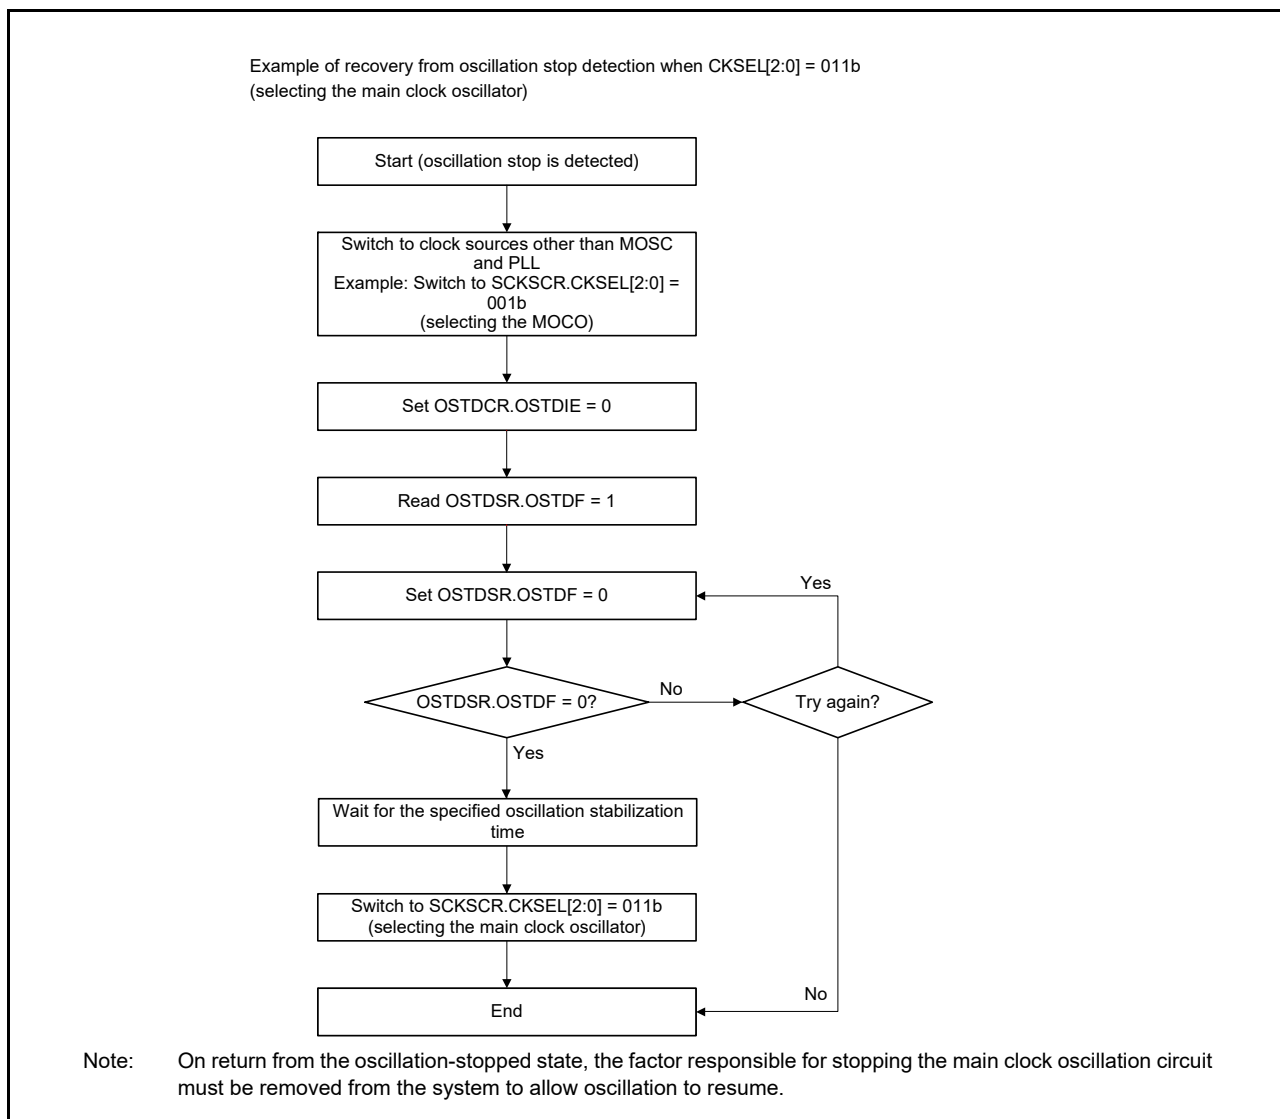 Example of recovery from oscillation stop detection when CKSEL[2:0] = 011b
(selecting the main clock oscillator)
Start (oscillation stop is detected)
Switch to clock sources other than MOSC
and PLL
Example: Switch to SCKSCR.CKSEL[2:0] =
001b
(selecting the MOCO)
Set OSTDCR.OSTDIE = 0
Read OSTDSR.OSTDF = 1
Set OSTDSR.OSTDF = 0
Yes
OSTDSR.OSTDF = 0?
No
Try again?
Yes
Wait for the specified oscillation stabilization
time
Switch to SCKSCR.CKSEL[2:0] = 011b
(selecting the main clock oscillator)
No
End
Note: On return from the oscillation-stopped state, the factor responsible for stopping the main clock oscillation circuit
must be removed from the system to allow oscillation to resume.